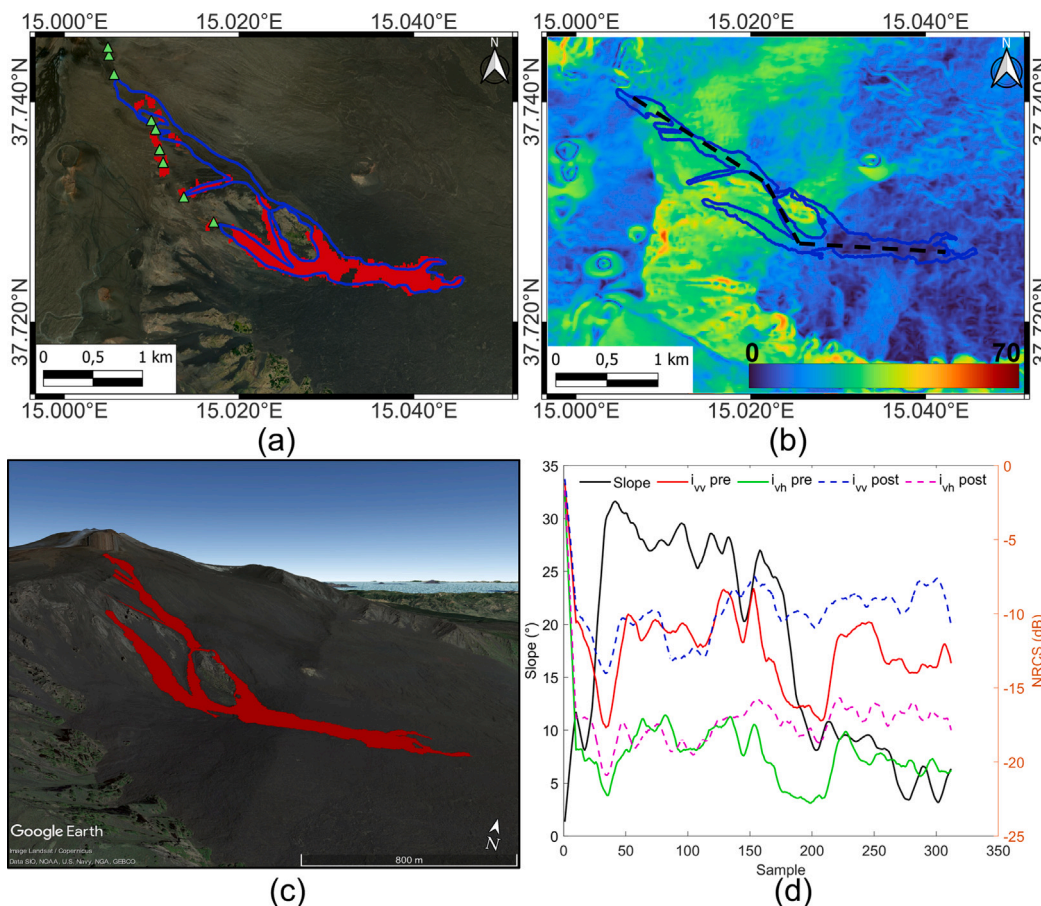 15.000°E 15.020°E 15.040°E
N
37.740°N
37.720°N
0 0,5 1 km
15.000°E 15.020°E 15.040°E
(a)
15.000°E 15.020°E 15.040°E
N
37.740°N
37.720°N
0 0,5 1 km
0 70
15.000°E 15.020°E 15.040°E
(b)
Google Earth
Image Landsat / Copernicus
Data SIO, NOAA, U.S. Navy, NGA, GEBCO
N
800 m
(c)
Slope i_vv pre i_vh pre i_vv post i_vh post
35
30
25
20
15
10
5
0
Slope (°)
0
-5
-10
-15
-20
-25
NRCS (dB)
0 50 100 150 200 250 300 350
Sample
(d)